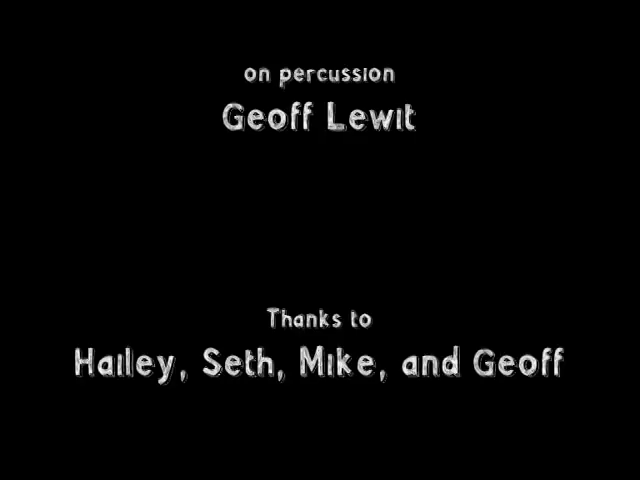 on percussion
Geoff Lewit
Thanks to
Hailey, Seth, Mike, and Geoff